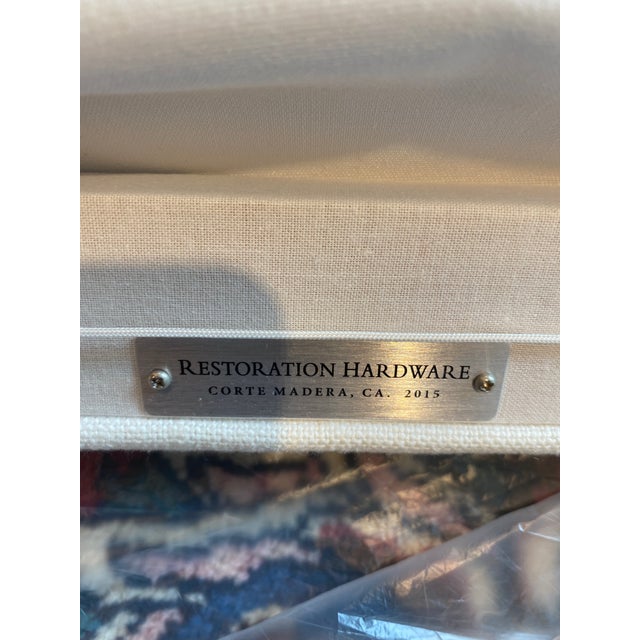 RESTORATION HARDWARE
CORTE MADERA, CA. 2015